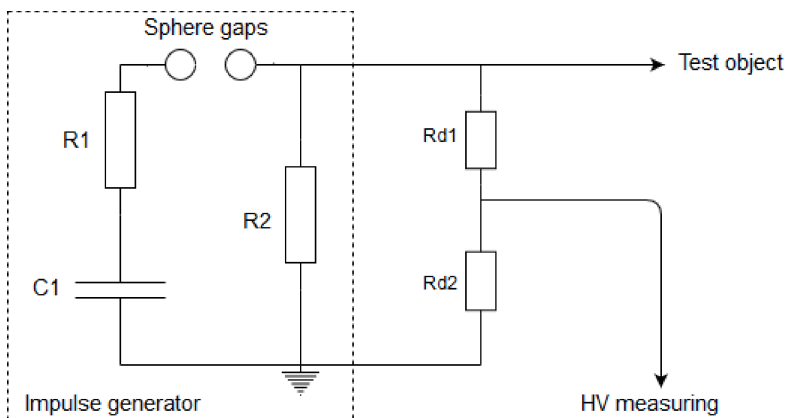 Sphere gaps
Test object
R1
Rd1
R2
Rd2
C1
Impulse generator
HV measuring